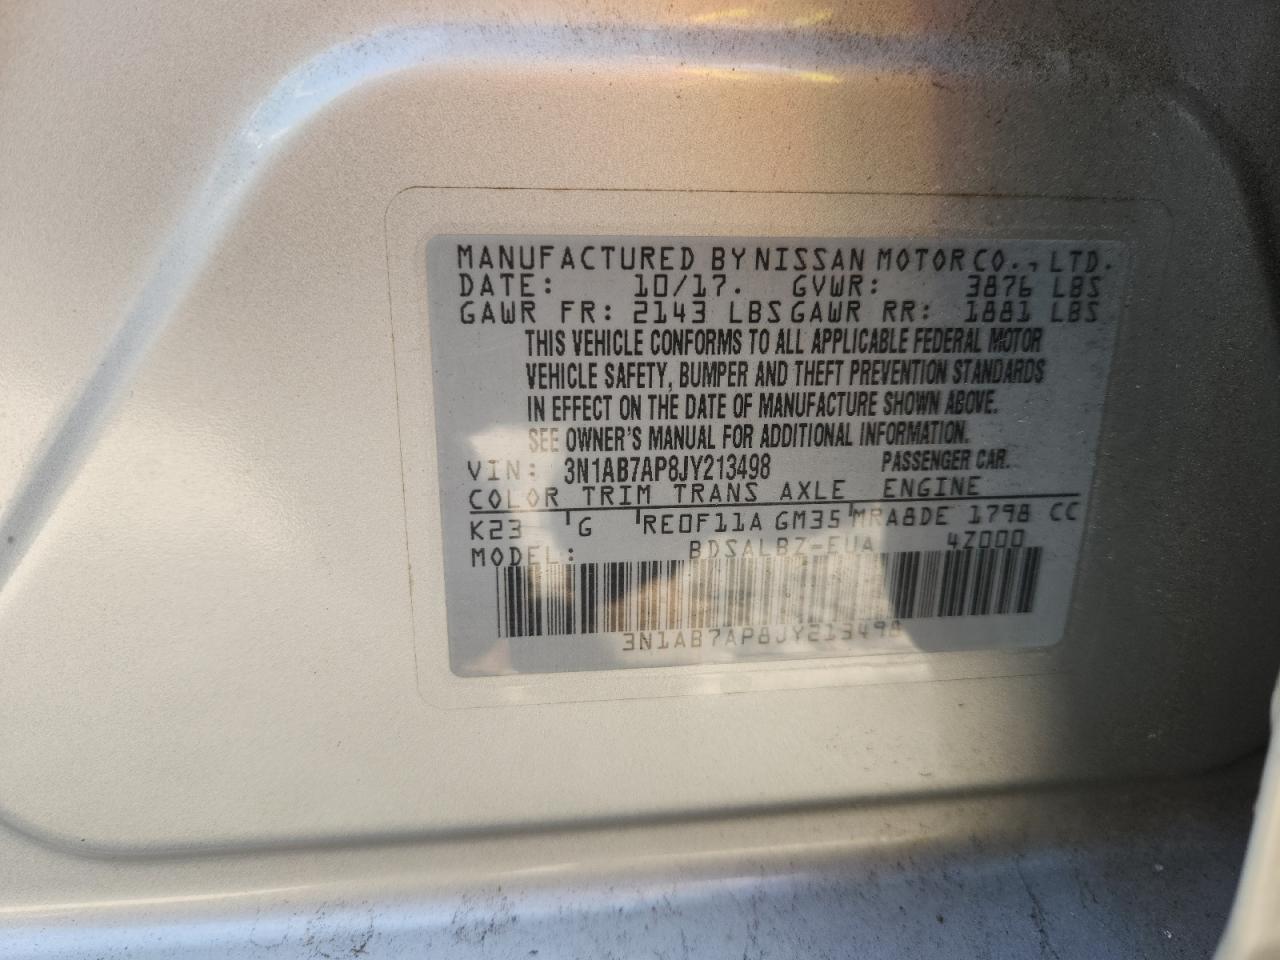 MANUFACTURED BY NISSAN MOTOR CO., LTD.
DATE: 10/17. GVWR: 3876 LBS
GAWR FR: 2143 LBS GAWR RR: 1881 LBS
THIS VEHICLE CONFORMS TO ALL APPLICABLE FEDERAL MOTOR
VEHICLE SAFETY, BUMPER AND THEFT PREVENTION STANDARDS
IN EFFECT ON THE DATE OF MANUFACTURE SHOWN ABOVE.
SEE OWNER'S MANUAL FOR ADDITIONAL INFORMATION.
VIN: 3N1AB7AP8JY213498 PASSENGER CAR.
COLOR TRIM TRANS AXLE ENGINE
K23 G RE0F11A GM35 MRA8DE 1798 CC
MODEL: BDSALBZ-EUA 4Z000
3N1AB7AP8JY213498